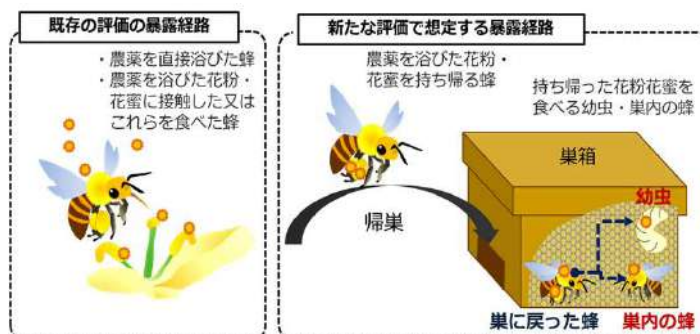 既存の評価の暴露経路
・農薬を直接浴びた蜂
・農薬を浴びた花粉・
花蜜に接触した又は
これらを食べた蜂
新たな評価で想定する暴露経路
農薬を浴びた花粉・
花蜜を持ち帰る蜂
持ち帰った花粉花蜜を
食べる幼虫・巣内の蜂
巣箱
幼虫
帰巣
巣に戻った蜂
巣内の蜂